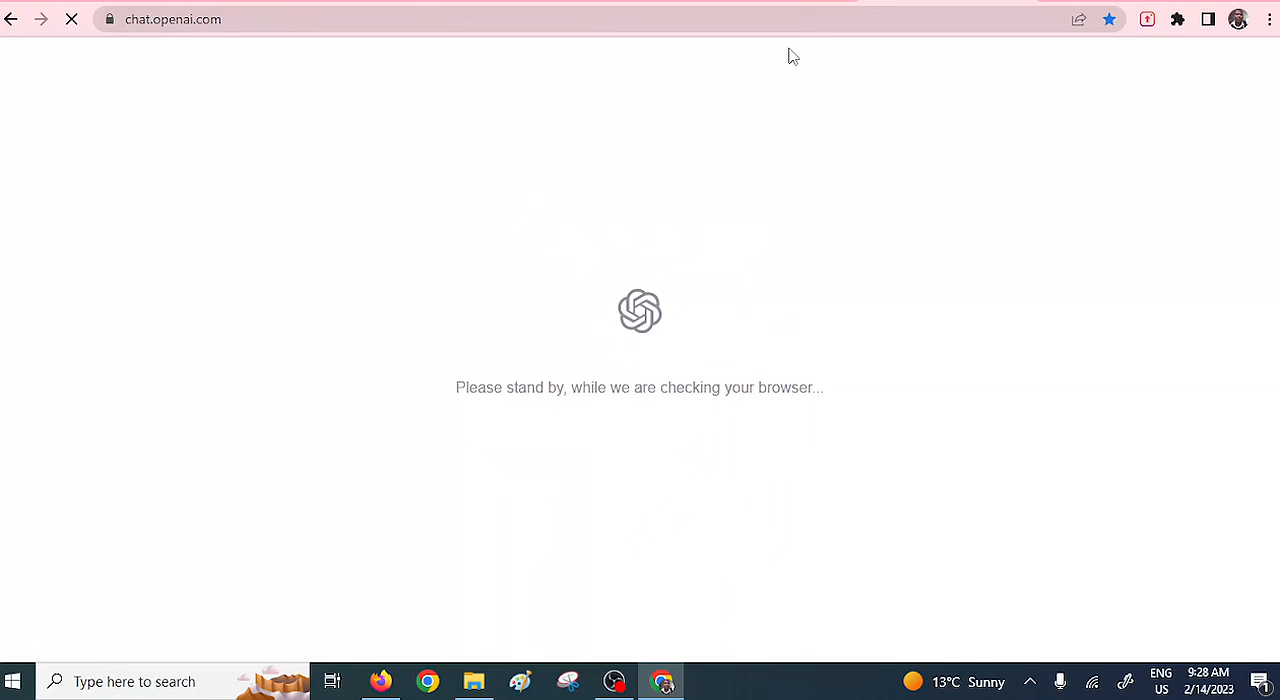 chat.openai.com
Please stand by, while we are checking your browser...
Type here to search
13°C Sunny
ENG
US
9:28 AM
2/14/2023
1